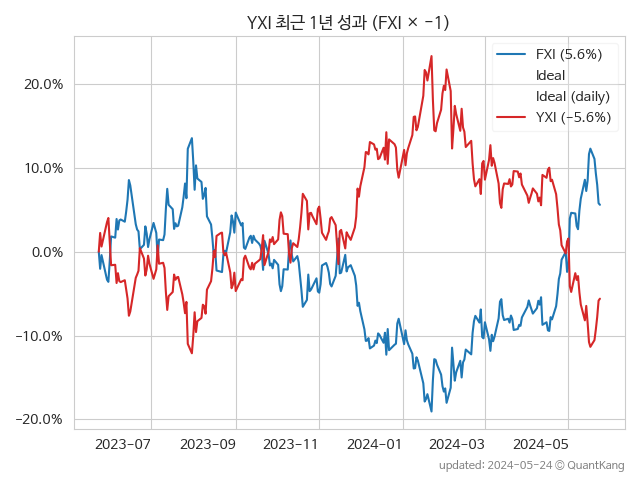 YXI 최근 1년 성과 (FXI × −1)
FXI (5.6%)
Ideal
Ideal (daily)
YXI (−5.6%)
20.0%
10.0%
0.0%
−10.0%
−20.0%
2023-07 2023-09 2023-11 2024-01 2024-03 2024-05
updated: 2024-05-24 © QuantKang